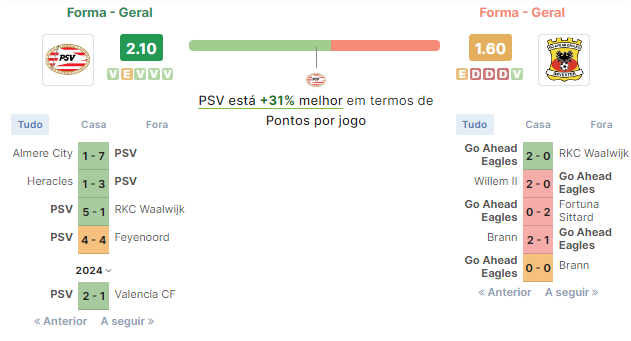 Forma - Geral
Forma - Geral
PSV
2.10
V E V V V
1.60
E D D D V
PSV está +31% melhor em termos de
Pontos por jogo
Tudo Casa Fora
Almere City 1 - 7 PSV
Heracles 1 - 3 PSV
PSV 5 - 1 RKC Waalwijk
PSV 4 - 4 Feyenoord
2024
PSV 2 - 1 Valencia CF
« Anterior A seguir »
Tudo Casa Fora
Go Ahead
Eagles 2 - 0 RKC Waalwijk
Willem II 2 - 0 Go Ahead
Eagles
Go Ahead
Eagles 0 - 2 Fortuna
Sittard
Brann 2 - 1 Go Ahead
Eagles
Go Ahead
Eagles 0 - 0 Brann
« Anterior A seguir »